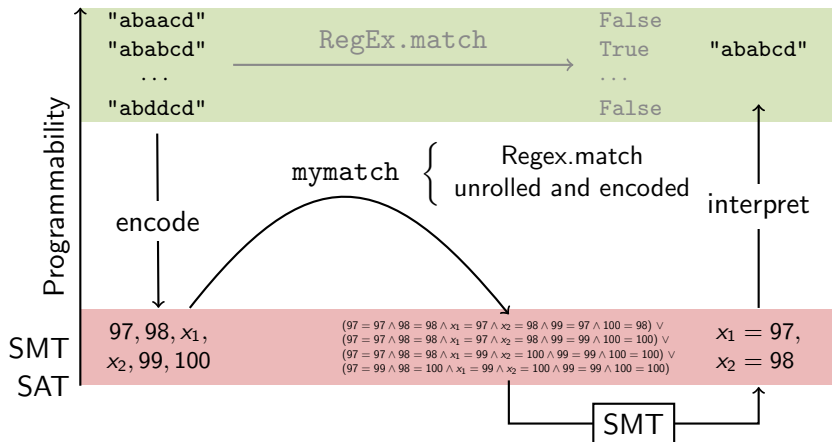 "abaacd"
"ababcd"
...
"abddcd"
RegEx.match
False
True
...
False
"ababcd"
Programmability
encode
mymatch
{
Regex.match
unrolled and encoded
interpret
SMT
SAT
97, 98, x₁,
x₂, 99, 100
(97 = 97 ∧ 98 = 98 ∧ x₁ = 97 ∧ x₂ = 98 ∧ 99 = 97 ∧ 100 = 98) ∨
(97 = 97 ∧ 98 = 98 ∧ x₁ = 97 ∧ x₂ = 98 ∧ 99 = 99 ∧ 100 = 100) ∨
(97 = 97 ∧ 98 = 98 ∧ x₁ = 99 ∧ x₂ = 100 ∧ 99 = 99 ∧ 100 = 100) ∨
(97 = 99 ∧ 98 = 100 ∧ x₁ = 99 ∧ x₂ = 100 ∧ 99 = 99 ∧ 100 = 100)
x₁ = 97,
x₂ = 98
SMT